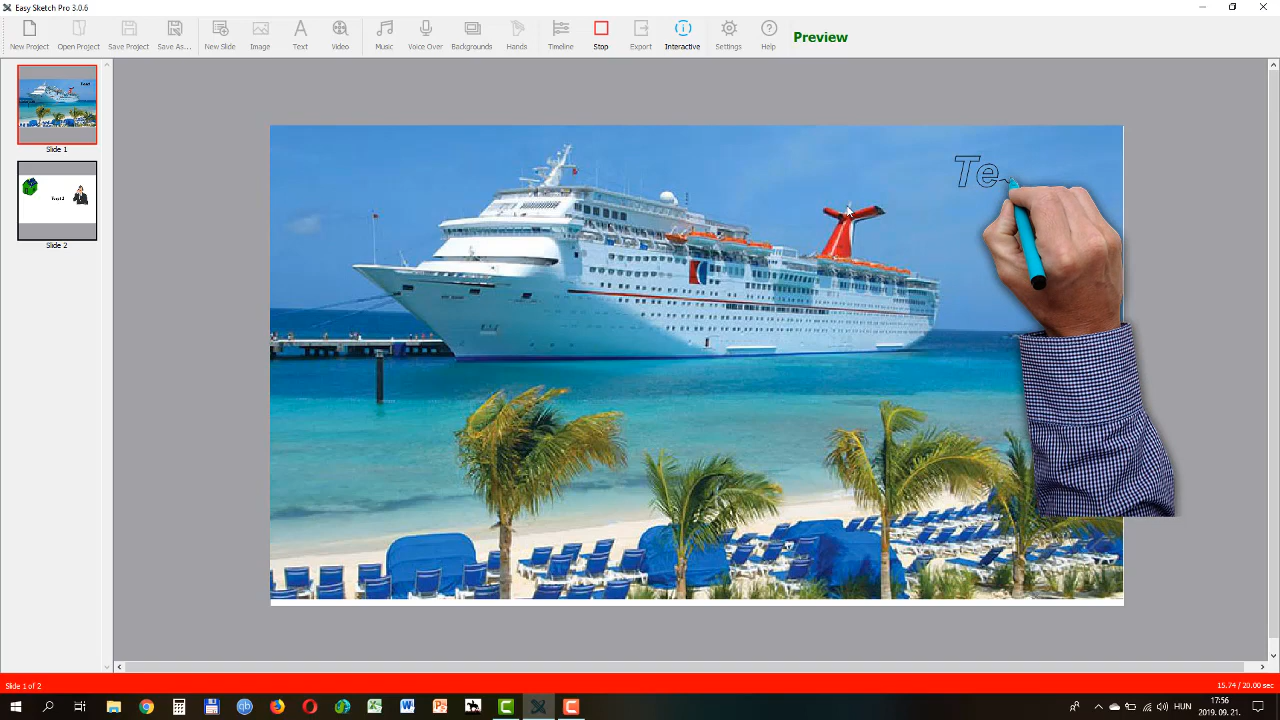 Easy Sketch Pro 3.0.6
New Project Open Project Save Project Save As... New Slide Image Text Video Music Voice Over Backgrounds Hands Timeline Stop Export Interactive Settings Help Preview
Te
Slide 1
Slide 2
Slide 1 of 2
15.74 / 20.00 sec
HUN
17:56
2019. 09. 21.